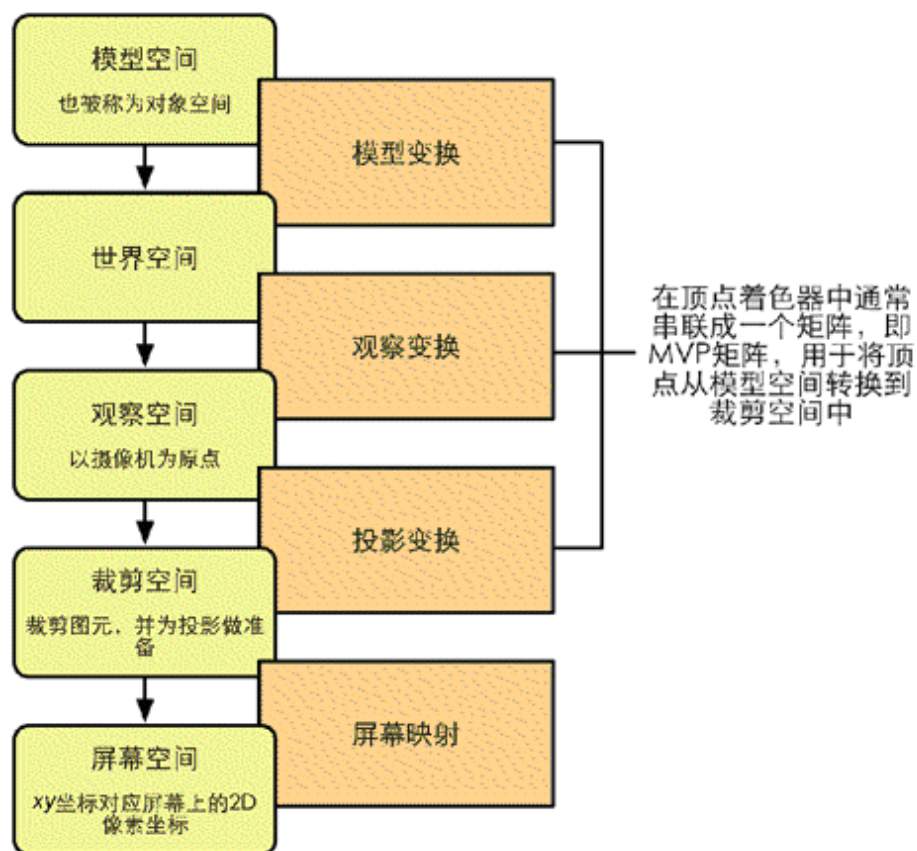 模型空间
也被称为对象空间
模型变换
世界空间
观察变换
在顶点着色器中通常
串联成一个矩阵，即
MVP矩阵，用于将顶
点从模型空间转换到
裁剪空间中
观察空间
以摄像机为原点
投影变换
裁剪空间
裁剪图元，并为投影做准
备
屏幕映射
屏幕空间
xy坐标对应屏幕上的2D
像素坐标